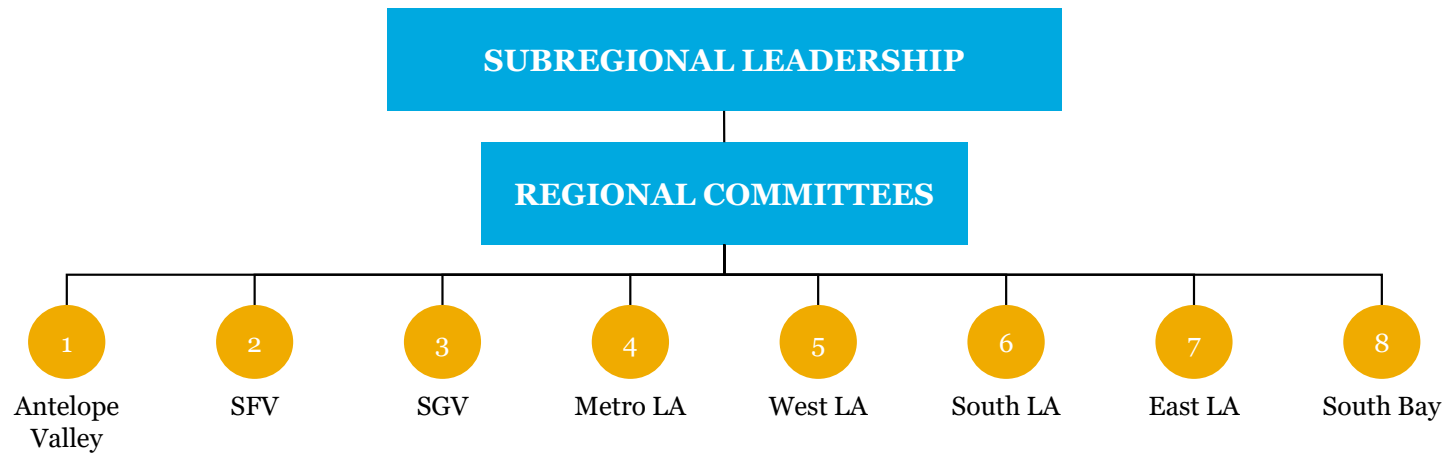 SUBREGIONAL LEADERSHIP
REGIONAL COMMITTEES
1
2
3
4
5
6
7
8
Antelope
Valley
SFV
SGV
Metro LA
West LA
South LA
East LA
South Bay